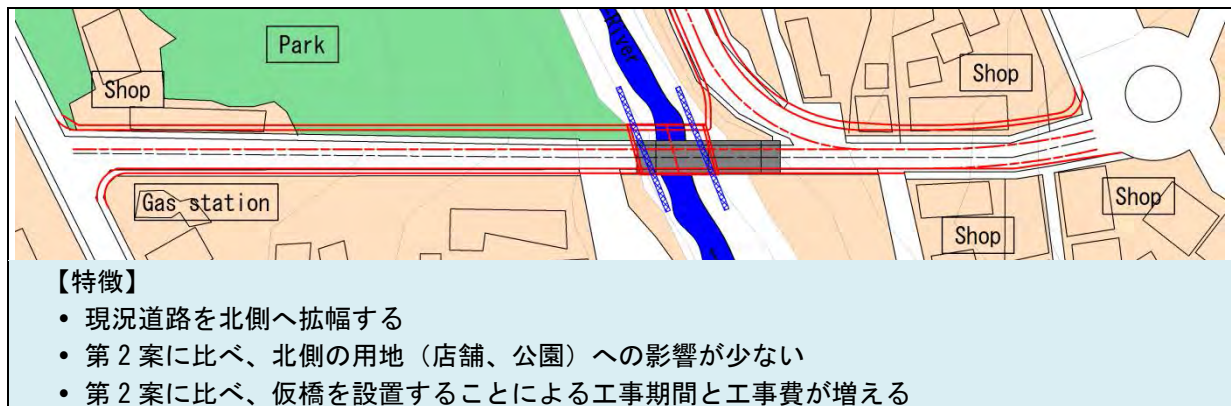 River
Park
Shop
Shop
Gas station
Shop
Shop
【特徴】
• 現況道路を北側へ拡幅する
• 第2案に比べ、北側の用地（店舗、公園）への影響が少ない
• 第2案に比べ、仮橋を設置することによる工事期間と工事費が増える